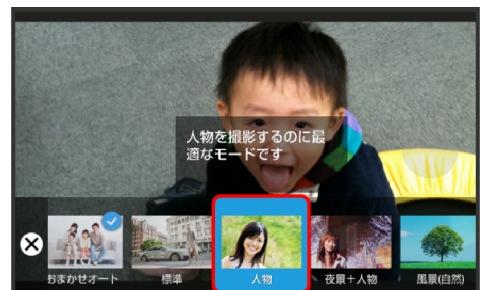 人物を撮影するのに最
適なモードです
おまかせオート
標準
人物
夜景+人物
風景(自然)